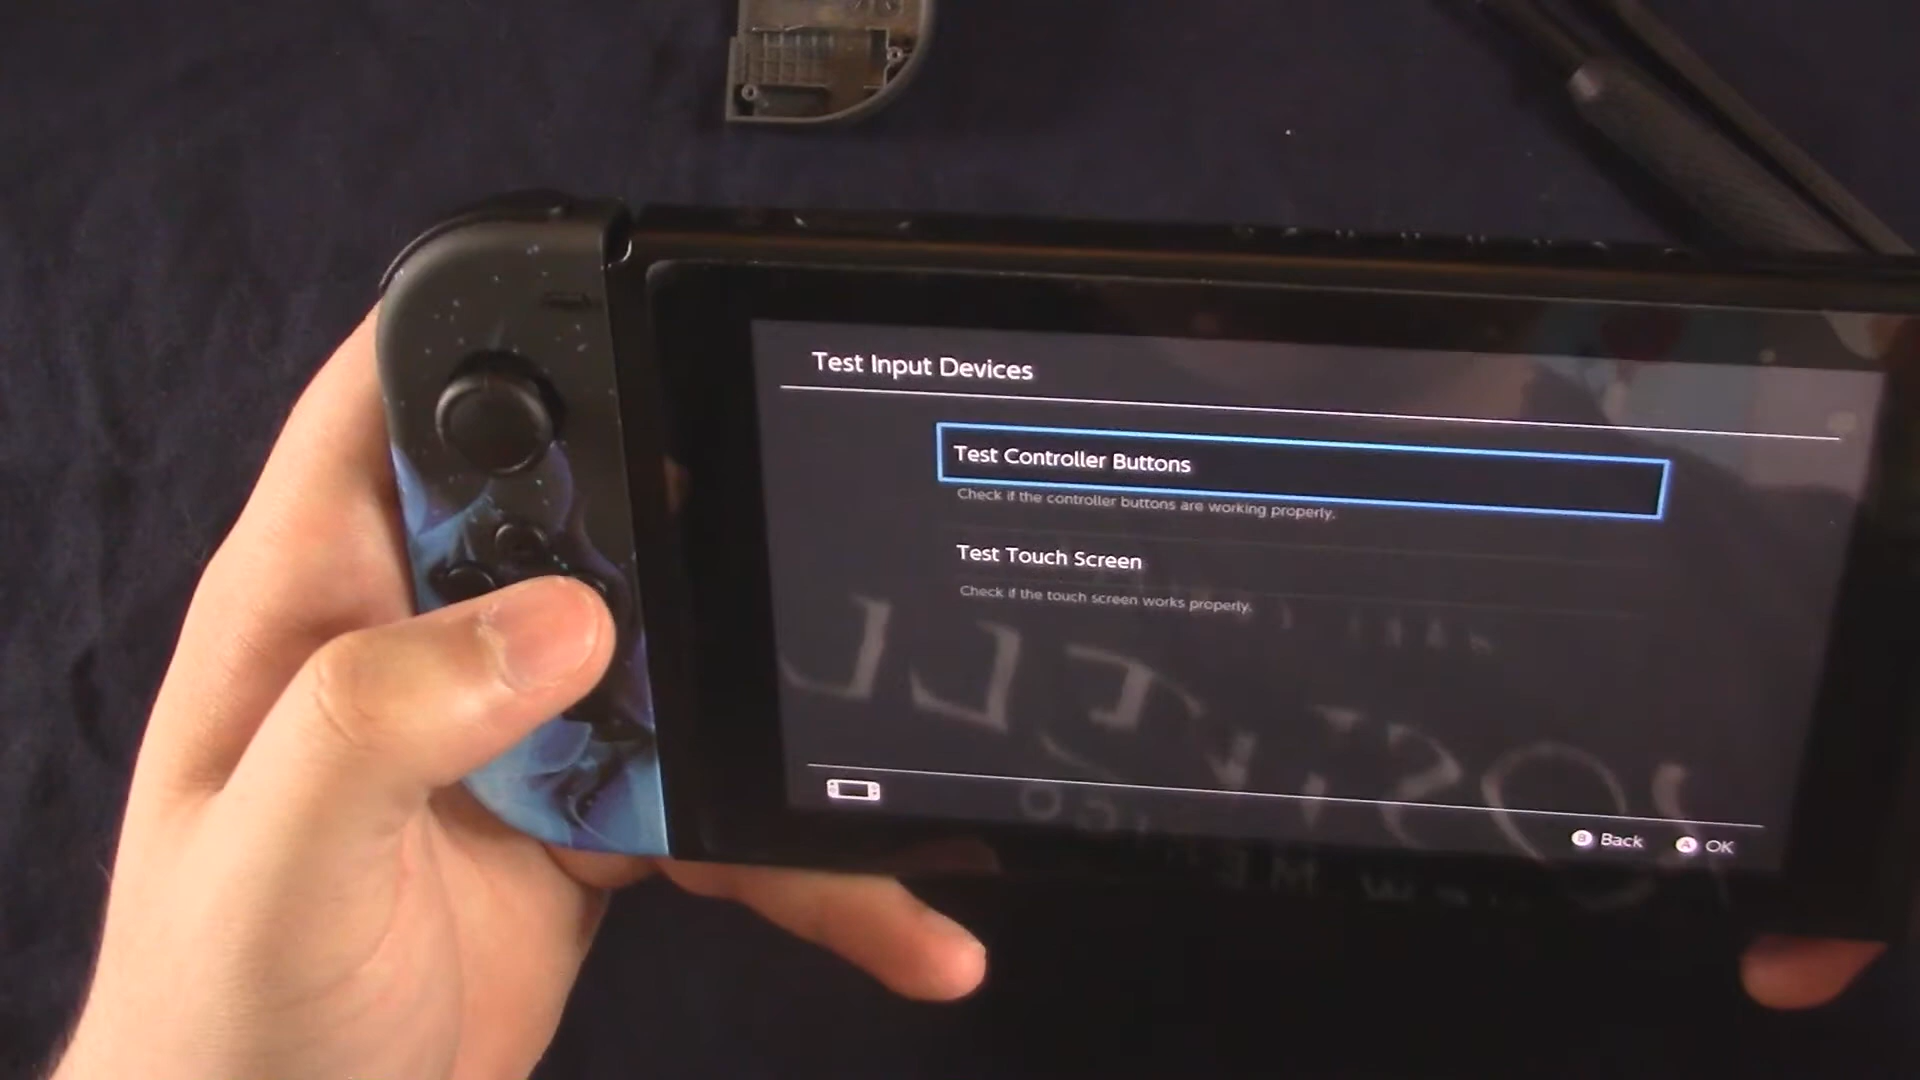 Test Input Devices
Test Controller Buttons
Check if the controller buttons are working properly.
Test Touch Screen
Check if the touch screen works properly.
B Back A OK